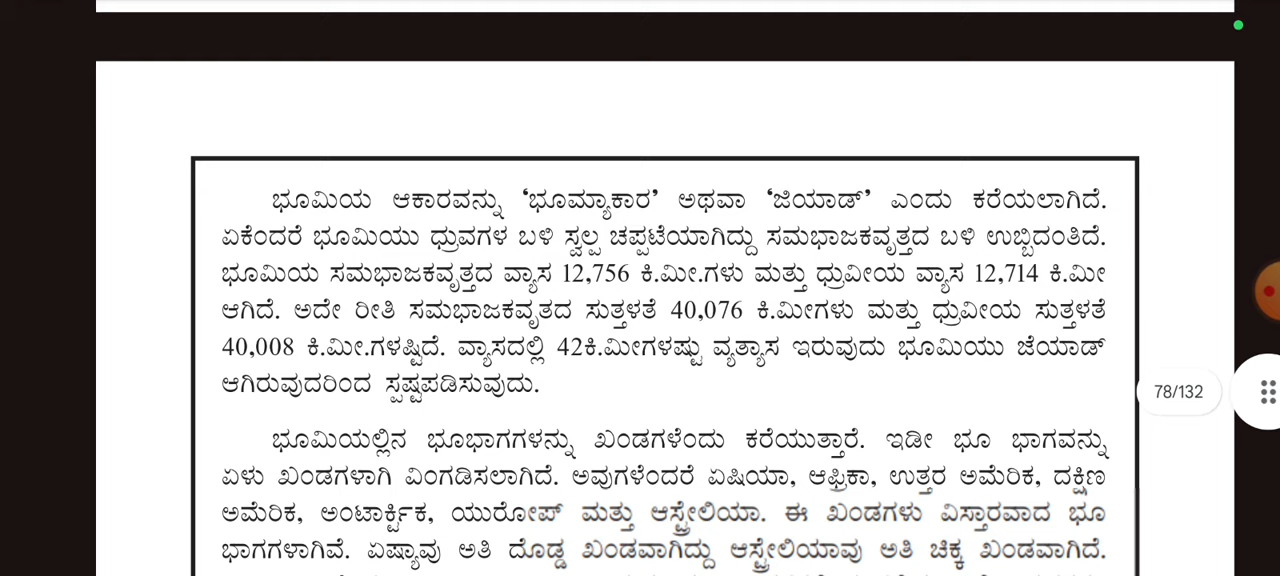 ಭೂಮಿಯ ಆಕಾರವನ್ನು ‘ಭೂಮ್ಯಾಕಾರ’ ಅಥವಾ ‘ಜಿಯಾಡ್’ ಎಂದು ಕರೆಯಲಾಗಿದೆ.
ಏಕೆಂದರೆ ಭೂಮಿಯು ಧ್ರುವಗಳ ಬಳಿ ಸ್ವಲ್ಪ ಚಪ್ಪಟೆಯಾಗಿದ್ದು ಸಮಭಾಜಕವೃತ್ತದ ಬಳಿ ಉಬ್ಬಿದಂತಿದೆ.
ಭೂಮಿಯ ಸಮಭಾಜಕವೃತ್ತದ ವ್ಯಾಸ 12,756 ಕಿ.ಮೀ.ಗಳು ಮತ್ತು ಧ್ರುವೀಯ ವ್ಯಾಸ 12,714 ಕಿ.ಮೀ
ಆಗಿದೆ. ಅದೇ ರೀತಿ ಸಮಭಾಜಕವೃತದ ಸುತ್ತಳತೆ 40,076 ಕಿ.ಮೀಗಳು ಮತ್ತು ಧ್ರುವೀಯ ಸುತ್ತಳತೆ
40,008 ಕಿ.ಮೀ.ಗಳಷ್ಟಿದೆ. ವ್ಯಾಸದಲ್ಲಿ 42ಕಿ.ಮೀಗಳಷ್ಟು ವ್ಯತ್ಯಾಸ ಇರುವುದು ಭೂಮಿಯು ಜೆಯಾಡ್
ಆಗಿರುವುದರಿಂದ ಸ್ಪಷ್ಟಪಡಿಸುವುದು.
78/132
ಭೂಮಿಯಲ್ಲಿನ ಭೂಭಾಗಗಳನ್ನು ಖಂಡಗಳೆಂದು ಕರೆಯುತ್ತಾರೆ. ಇಡೀ ಭೂ ಭಾಗವನ್ನು
ಏಳು ಖಂಡಗಳಾಗಿ ವಿಂಗಡಿಸಲಾಗಿದೆ. ಅವುಗಳೆಂದರೆ ಏಷಿಯಾ, ಆಫ್ರಿಕಾ, ಉತ್ತರ ಅಮೆರಿಕ, ದಕ್ಷಿಣ
ಅಮೆರಿಕ, ಅಂಟಾರ್ಕ್ಟಿಕ, ಯುರೋಪ್ ಮತ್ತು ಆಸ್ಟ್ರೇಲಿಯಾ. ಈ ಖಂಡಗಳು ವಿಸ್ತಾರವಾದ ಭೂ
ಭಾಗಗಳಾಗಿವೆ. ಏಷ್ಯಾವು ಅತಿ ದೊಡ್ಡ ಖಂಡವಾಗಿದ್ದು ಆಸ್ಟ್ರೇಲಿಯಾವು ಅತಿ ಚಿಕ್ಕ ಖಂಡವಾಗಿದೆ.